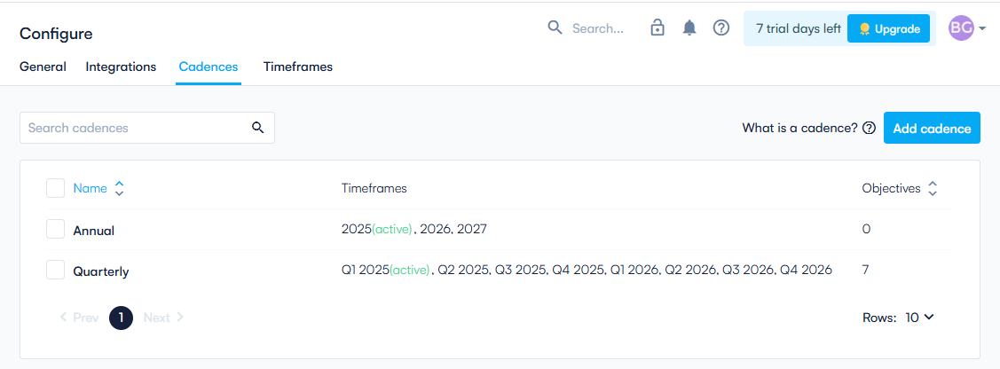 Configure
Search...
7 trial days left
Upgrade
BG
General Integrations Cadences Timeframes
Search cadences
What is a cadence?
Add cadence
Name Timeframes Objectives
Annual 2025(active), 2026, 2027 0
Quarterly Q1 2025(active), Q2 2025, Q3 2025, Q4 2025, Q1 2026, Q2 2026, Q3 2026, Q4 2026 7
Prev 1 Next Rows: 10